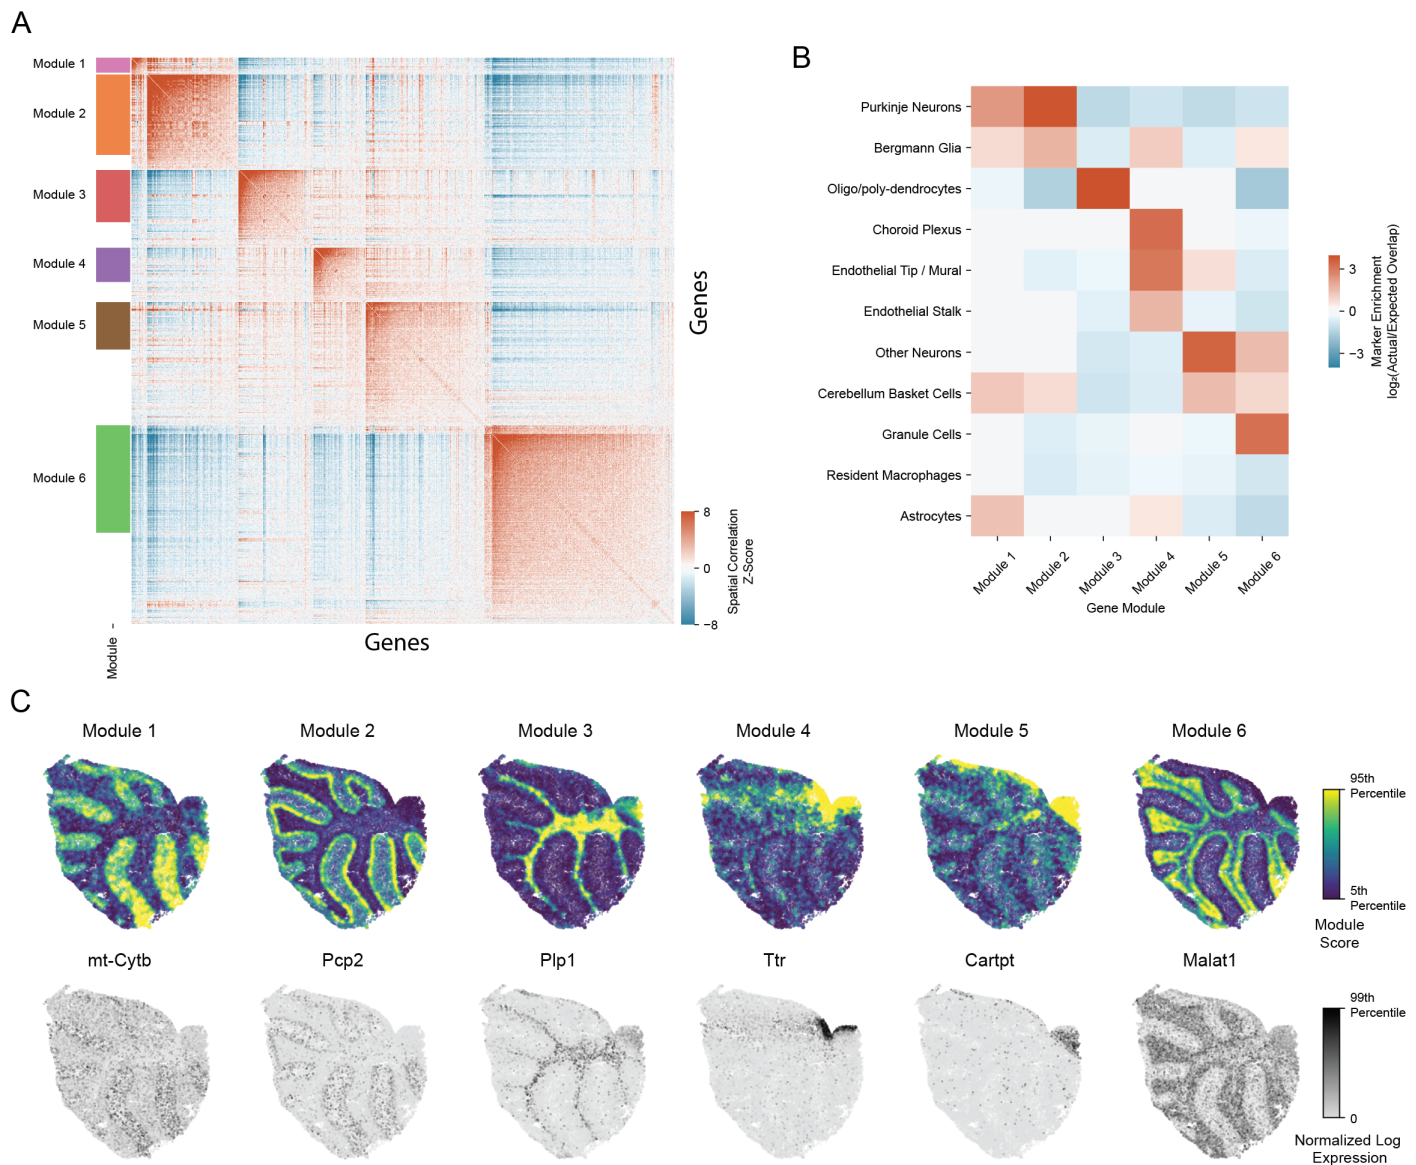 A
Module 1
Module 2
Module 3
Module 4
Module 5
Module 6
Module
Genes
Genes
8
0
−8
Spatial Correlation
Z-Score
B
Purkinje Neurons
Bergmann Glia
Oligo/poly-dendrocytes
Choroid Plexus
Endothelial Tip / Mural
Endothelial Stalk
Other Neurons
Cerebellum Basket Cells
Granule Cells
Resident Macrophages
Astrocytes
Module 1
Module 2
Module 3
Module 4
Module 5
Module 6
Gene Module
3
0
−3
Marker Enrichment
log₂(Actual/Expected Overlap)
C
Module 1
Module 2
Module 3
Module 4
Module 5
Module 6
95th
Percentile
5th
Percentile
Module
Score
mt-Cytb
Pcp2
Plp1
Ttr
Cartpt
Malat1
99th
Percentile
0
Normalized Log
Expression